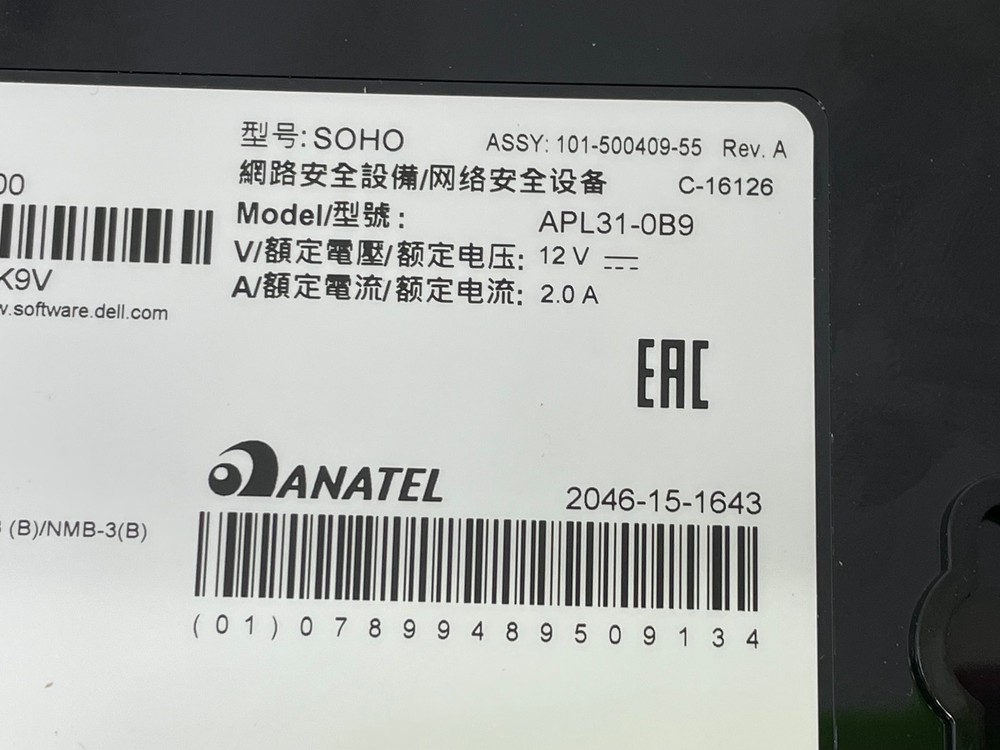 型号: SOHO ASSY: 101-500409-55 Rev. A
網路安全設備/网络安全设备 C-16126
Model/型號: APL31-0B9
V/額定電壓/额定电压: 12 V
A/額定電流/额定电流: 2.0 A
00
K9V
.software.dell.com
EAC
ANATEL
2046-15-1643
(B)/NMB-3(B)
(01)07899489509134